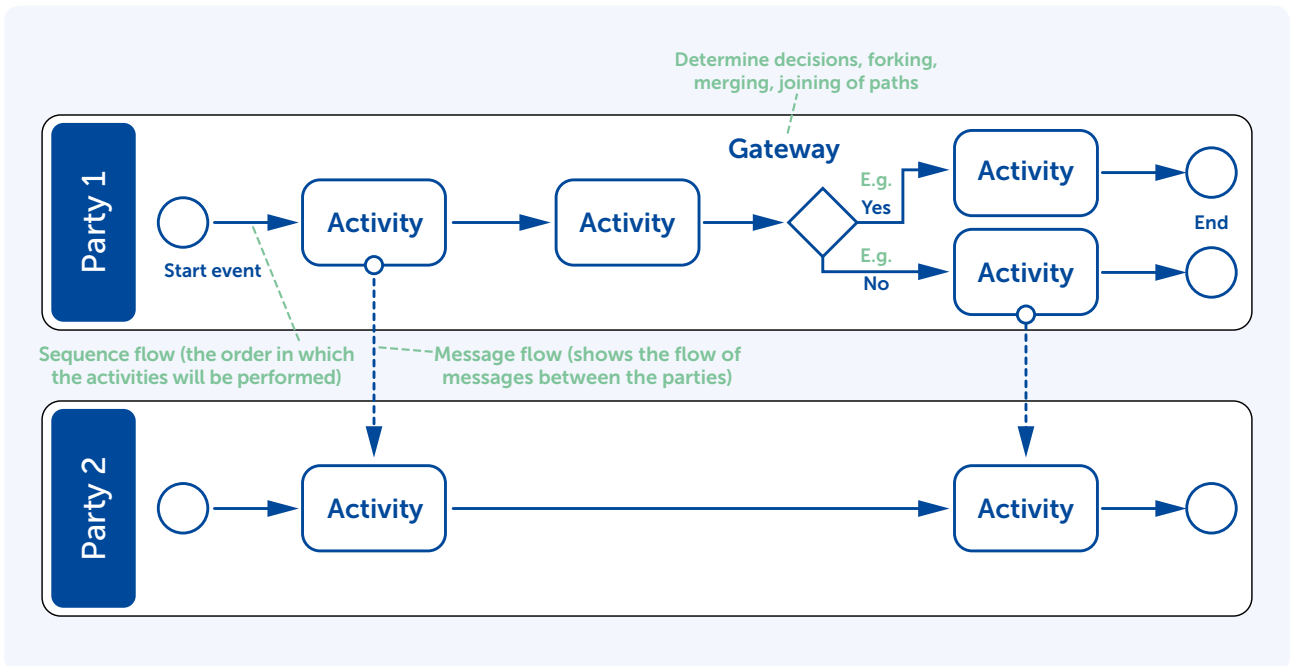 Determine decisions, forking,
merging, joining of paths
Party 1
Gateway
Start event
Activity
Activity
E.g.
Yes
E.g.
No
Activity
Activity
End
Sequence flow (the order in which
the activities will be performed)
Message flow (shows the flow of
messages between the parties)
Party 2
Activity
Activity